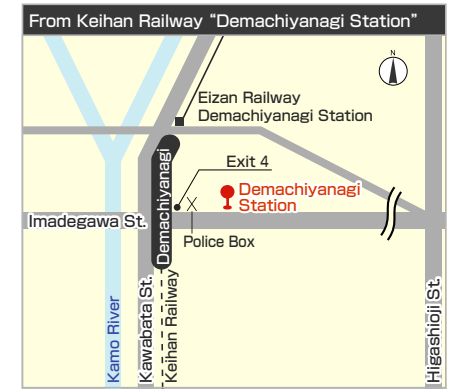 From Keihan Railway “Demachiyanagi Station”
N
Eizan Railway
Demachiyanagi Station
Exit 4
Demachiyanagi
Demachiyanagi
Station
Imadegawa St.
Police Box
Kamo River
Kawabata St.
Keihan Railway
Higashioji St.